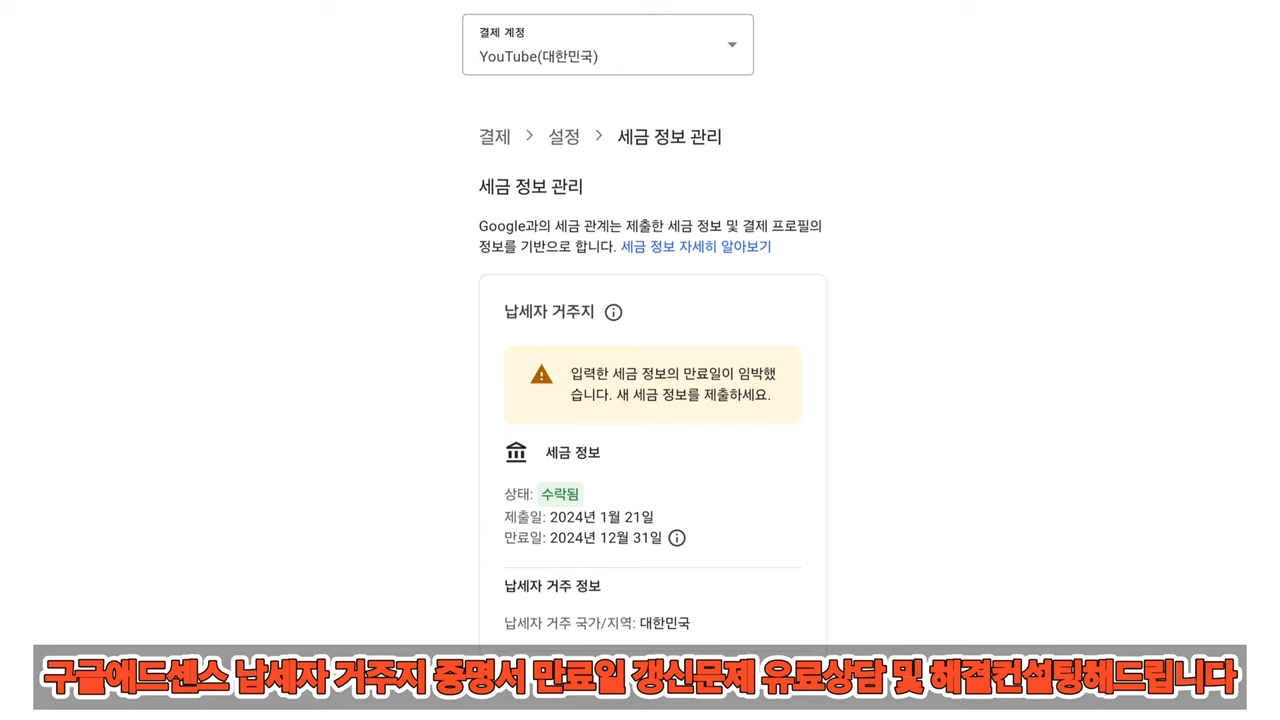 결제 계정
YouTube(대한민국)
결제 > 설정 > 세금 정보 관리
세금 정보 관리
Google과의 세금 관계는 제출한 세금 정보 및 결제 프로필의
정보를 기반으로 합니다. 세금 정보 자세히 알아보기
납세자 거주지
입력한 세금 정보의 만료일이 임박했
습니다. 새 세금 정보를 제출하세요.
세금 정보
상태: 수락됨
제출일: 2024년 1월 21일
만료일: 2024년 12월 31일
납세자 거주 정보
납세자 거주 국가/지역: 대한민국
구글애드센스 납세자 거주지 증명서 만료일 갱신문제 유료상담 및 해결컨설팅해드립니다